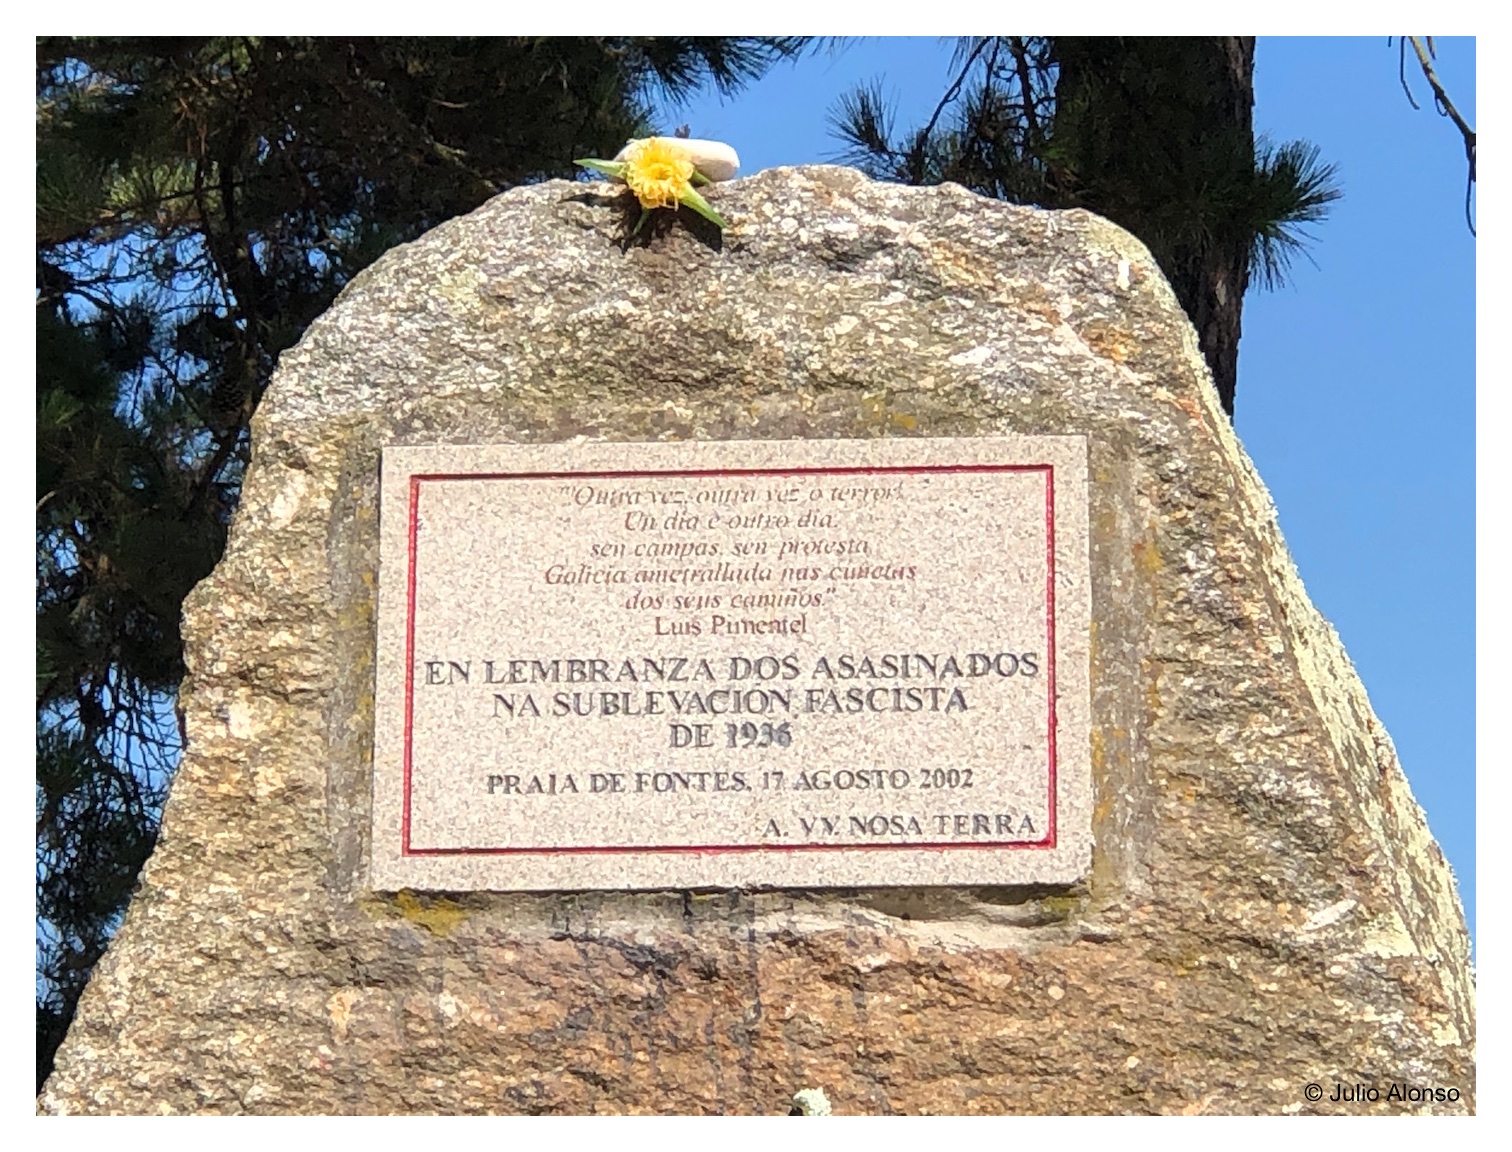 "Outra vez, outra vez o terror!
Un día e outro día,
sen campas, sen protesta.
Galicia ametrallada nas cunetas
dos seus camiños."
Luis Pimentel
EN LEMBRANZA DOS ASASINADOS
NA SUBLEVACION FASCISTA
DE 1936
PRAIA DE FONTES, 17 AGOSTO 2002
A. VV. NOSA TERRA
© Julio Alonso